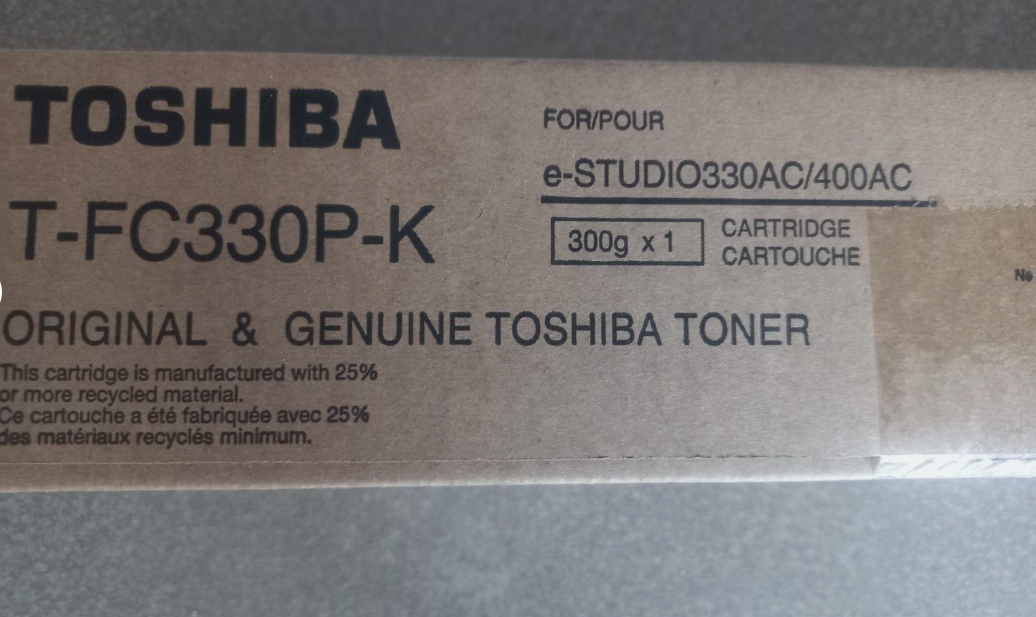 TOSHIBA
T-FC330P-K
FOR/POUR
e-STUDIO330AC/400AC
300g x 1
CARTRIDGE
CARTOUCHE
ORIGINAL & GENUINE TOSHIBA TONER
This cartridge is manufactured with 25%
or more recycled material.
Ce cartouche a été fabriquée avec 25%
des matériaux recyclés minimum.